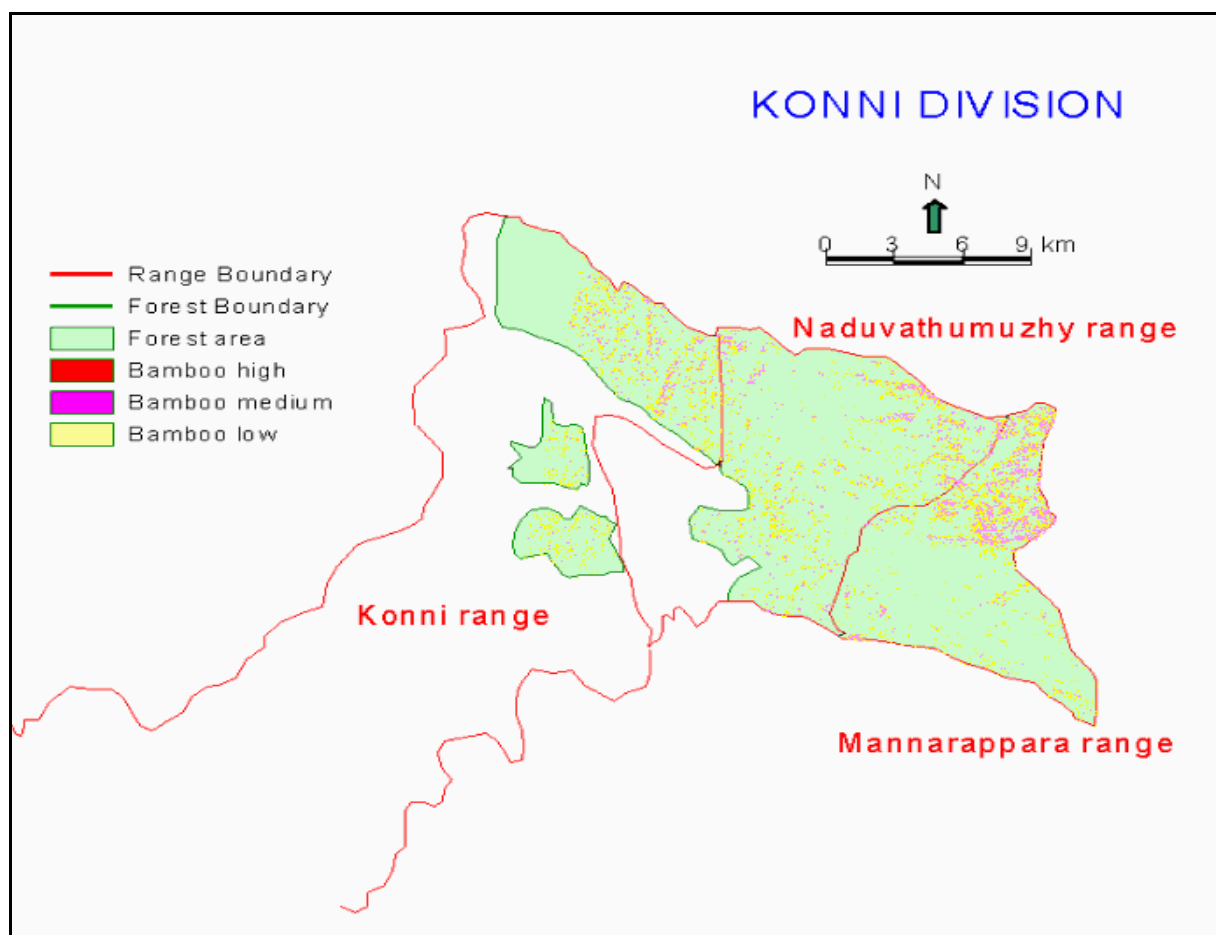 KONNI DIVISION
N
0 3 6 9 km
Range Boundary
Forest Boundary
Forest area
Bamboo high
Bamboo medium
Bamboo low
Naduvathumuzhy range
Konni range
Mannarappara range